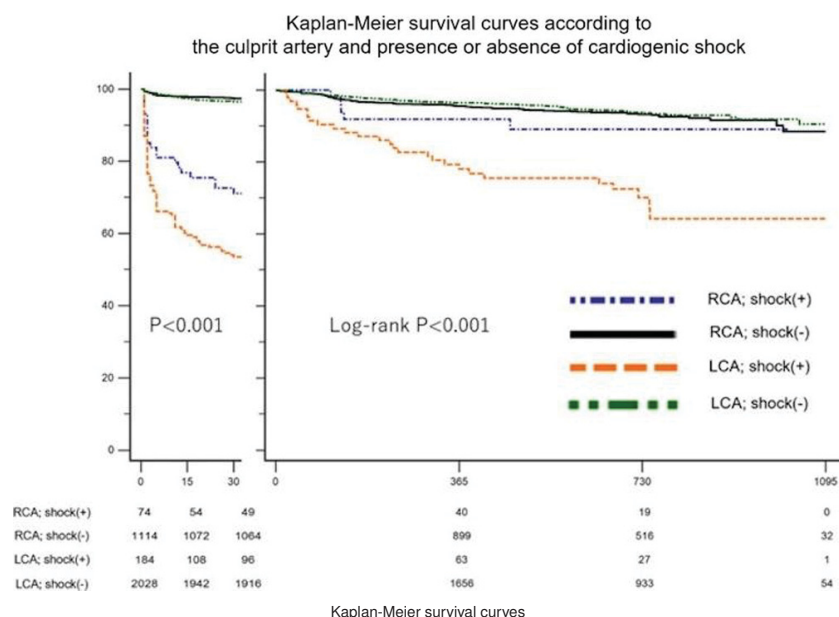 Kaplan-Meier survival curves according to
the culprit artery and presence or absence of cardiogenic shock
100
80
60
40
20
0
P<0.001
Log-rank P<0.001
RCA; shock(+)
RCA; shock(-)
LCA; shock(+)
LCA; shock(-)
0 15 30 0 365 730 1095
RCA; shock(+) 74 54 49 40 19 0
RCA; shock(-) 1114 1072 1064 899 516 32
LCA; shock(+) 184 108 96 63 27 1
LCA; shock(-) 2028 1942 1916 1656 933 54
Kaplan-Meier survival curves